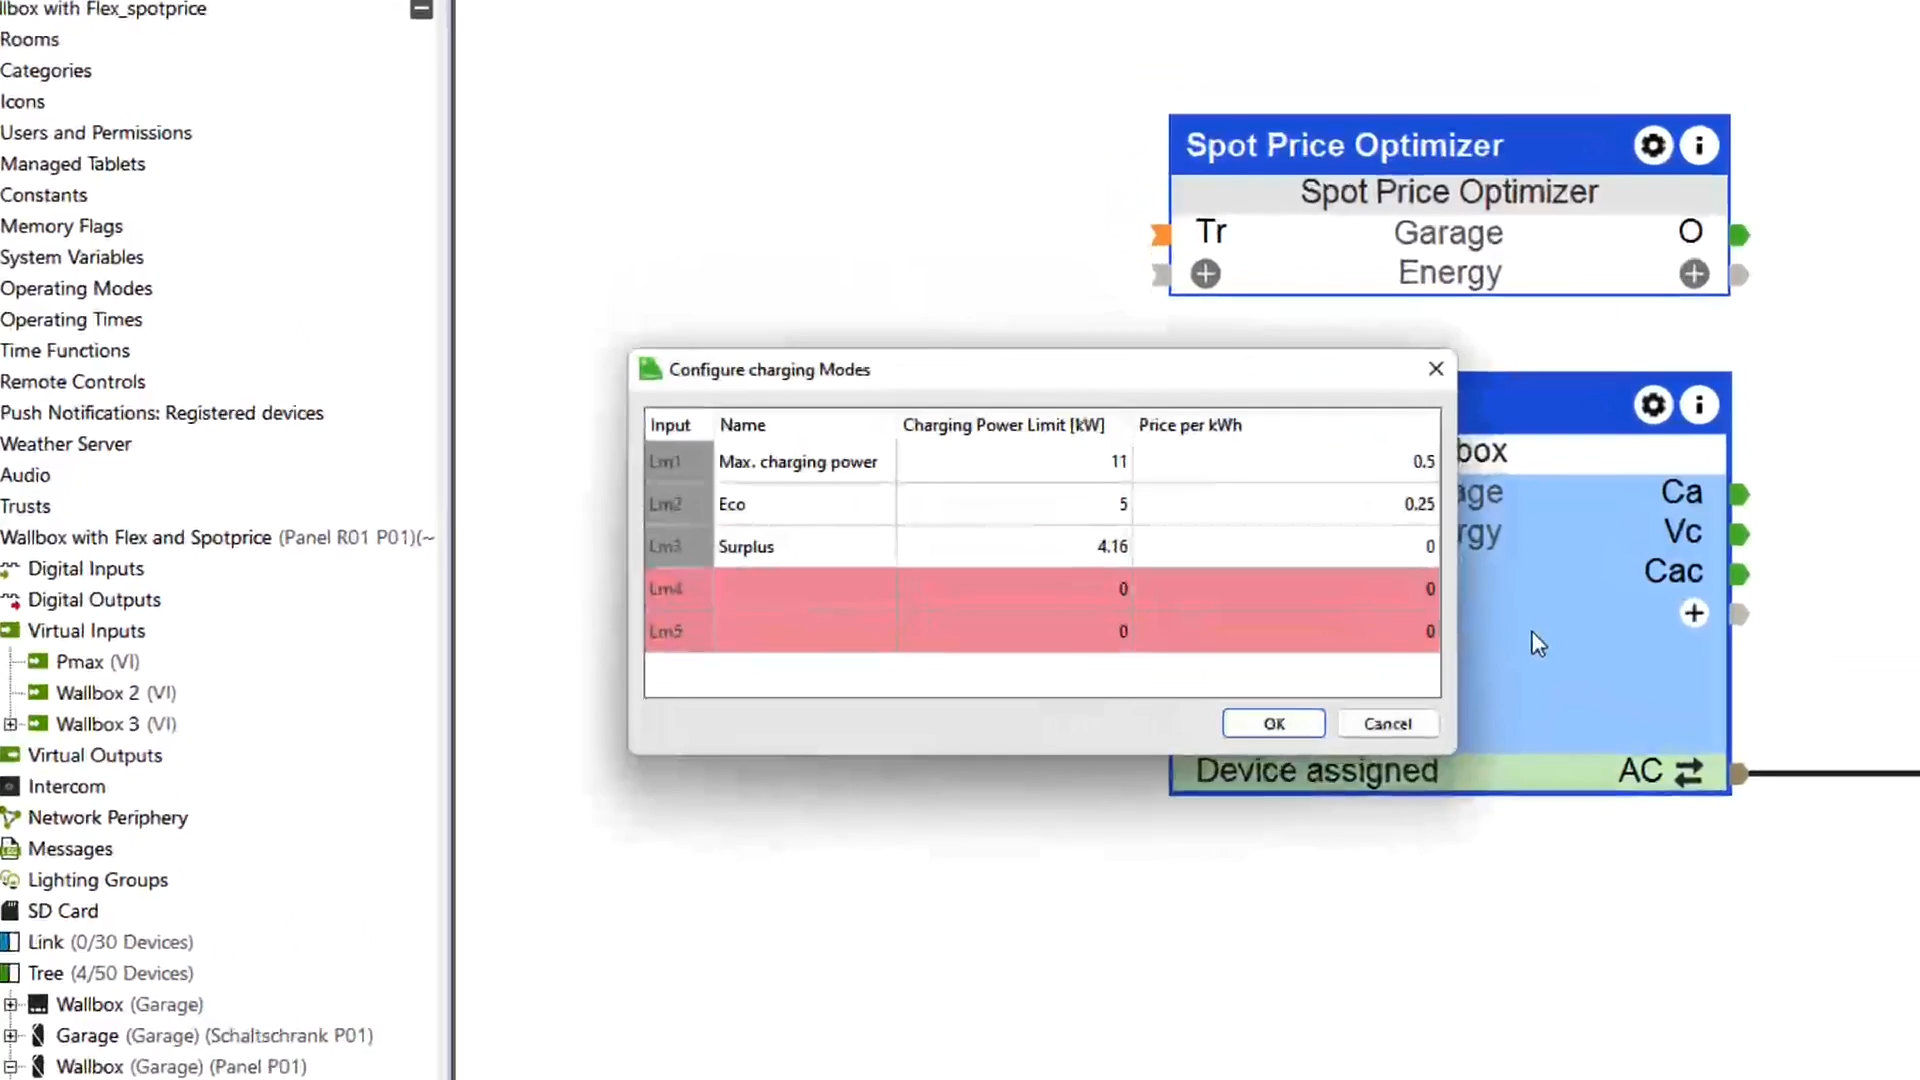 llbox with Flex_spotprice
Rooms
Categories
Icons
Users and Permissions
Managed Tablets
Constants
Memory Flags
System Variables
Operating Modes
Operating Times
Time Functions
Remote Controls
Push Notifications: Registered devices
Weather Server
Audio
Trusts
Wallbox with Flex and Spotprice (Panel R01 P01)(~
Digital Inputs
Digital Outputs
Virtual Inputs
Pmax (VI)
Wallbox 2 (VI)
Wallbox 3 (VI)
Virtual Outputs
Intercom
Network Periphery
Messages
Lighting Groups
SD Card
Link (0/30 Devices)
Tree (4/50 Devices)
Wallbox (Garage)
Garage (Garage) (Schaltschrank P01)
Wallbox (Garage) (Panel P01)
Spot Price Optimizer
Spot Price Optimizer
Tr Garage O
Energy
Configure charging Modes
Input Name Charging Power Limit [kW] Price per kWh
Lm1 Max. charging power 11 0.5
Lm2 Eco 5 0.25
Lm3 Surplus 4.16 0
Lm4 0 0
Lm5 0 0
OK Cancel
box
age Ca
rgy Vc
Cac
Device assigned AC